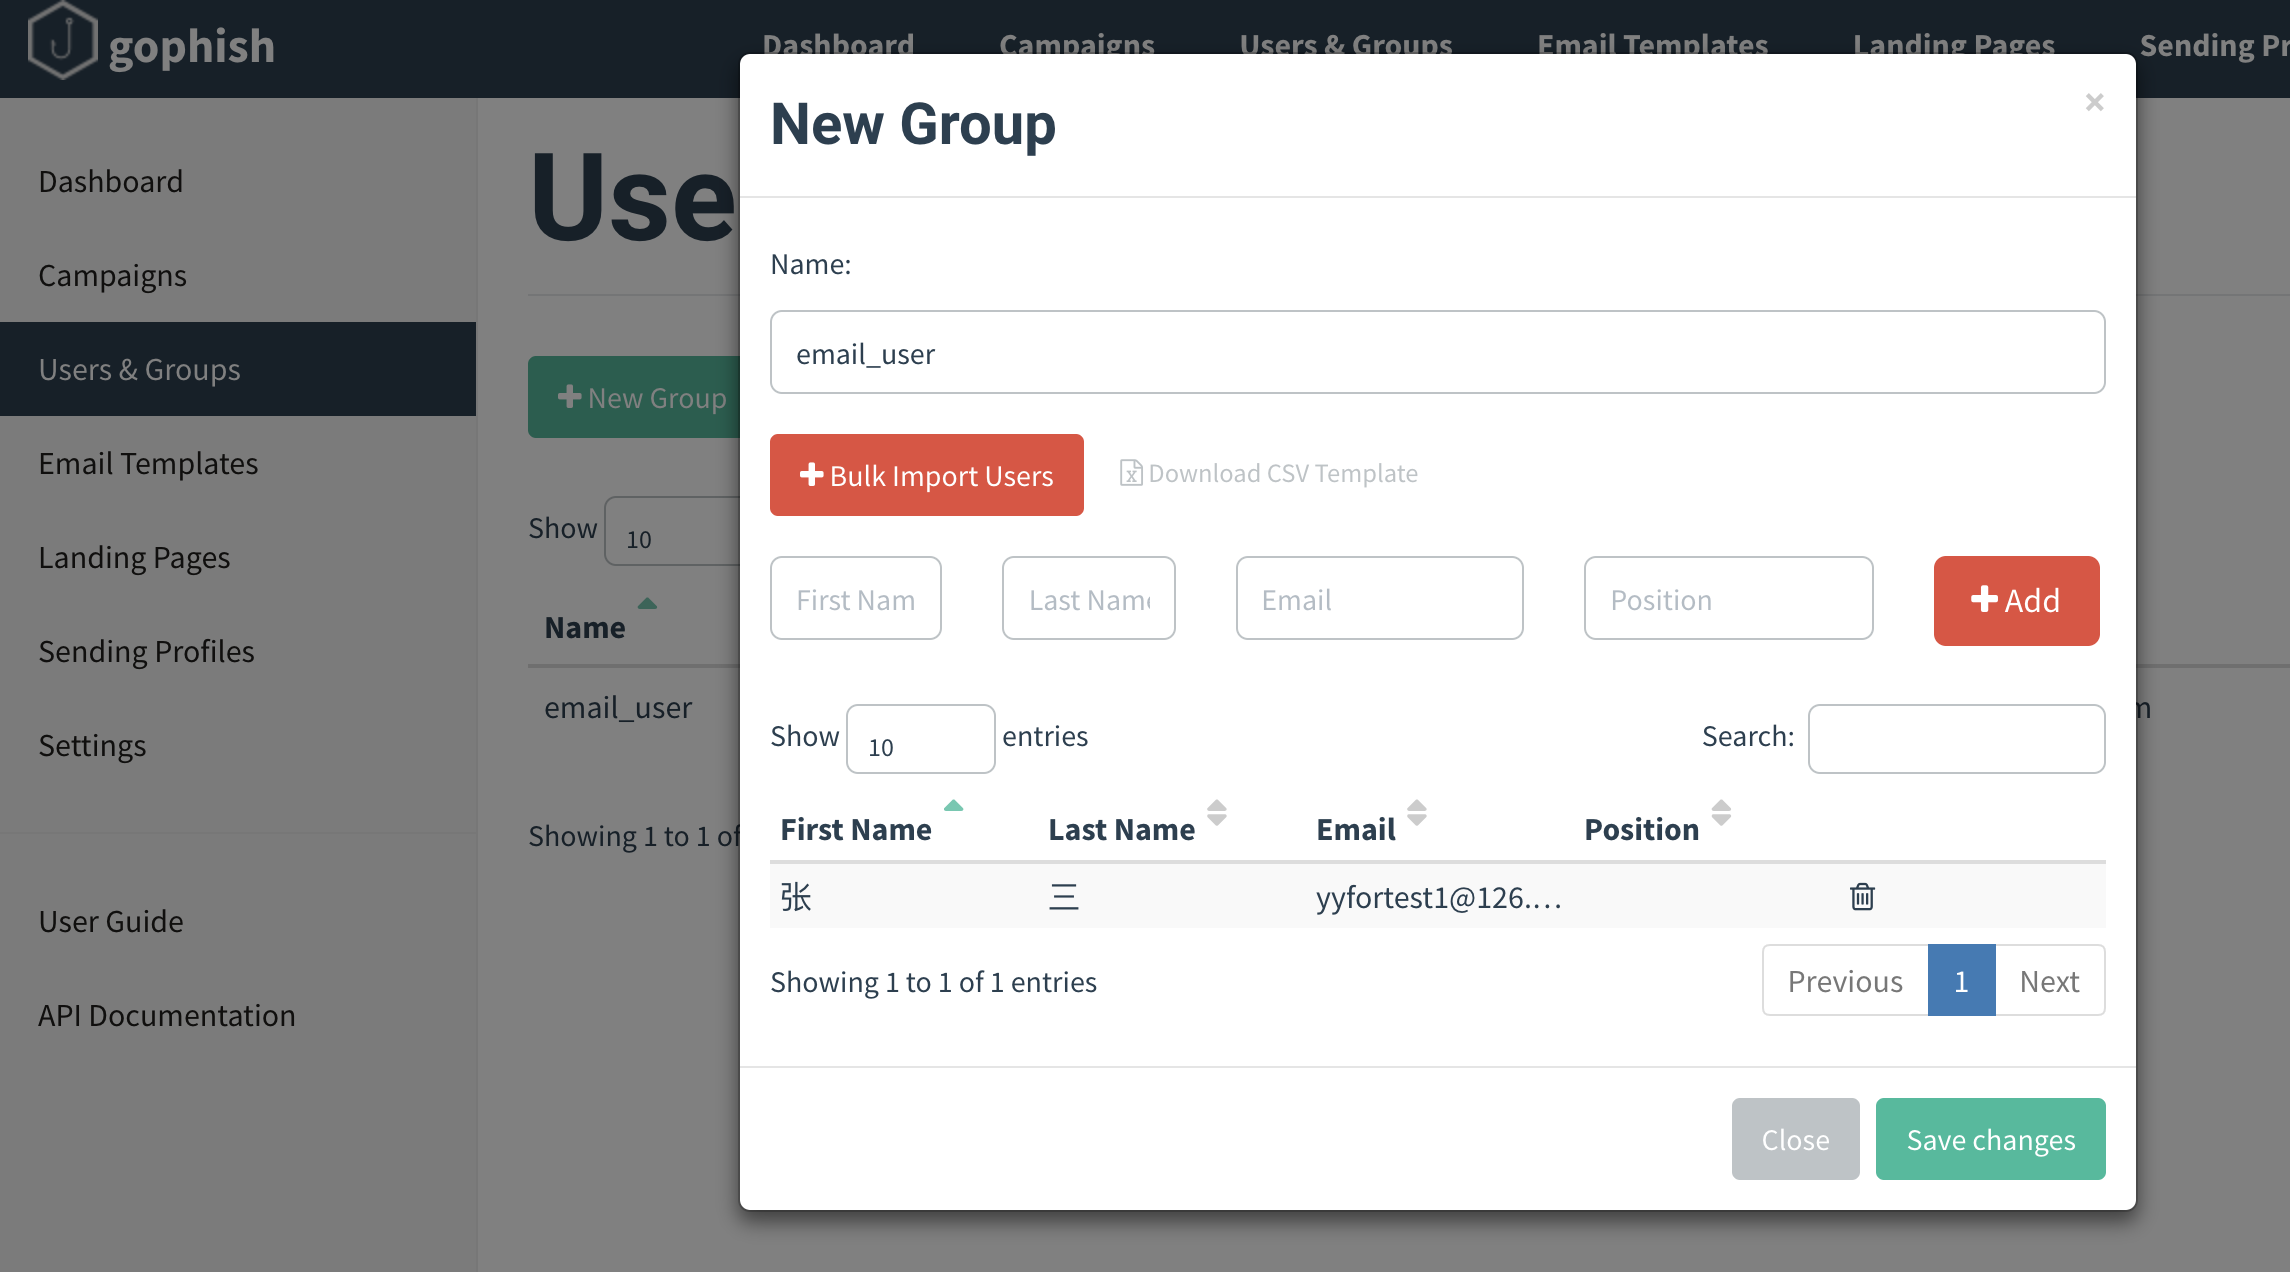 gophish
Dashboard Campaigns Users & Groups Email Templates Landing Pages Sending Pr
Dashboard
Campaigns
Users & Groups
Email Templates
Landing Pages
Sending Profiles
Settings
User Guide
API Documentation
Use
New Group
Show 10
Name
email_user
Showing 1 to 1 of
m
New Group
×
Name:
email_user
Bulk Import Users Download CSV Template
First Nam Last Name Email Position Add
Show 10 entries Search:
First Name Last Name Email Position
张 三 yyfortest1@126....
Showing 1 to 1 of 1 entries Previous 1 Next
Close Save changes